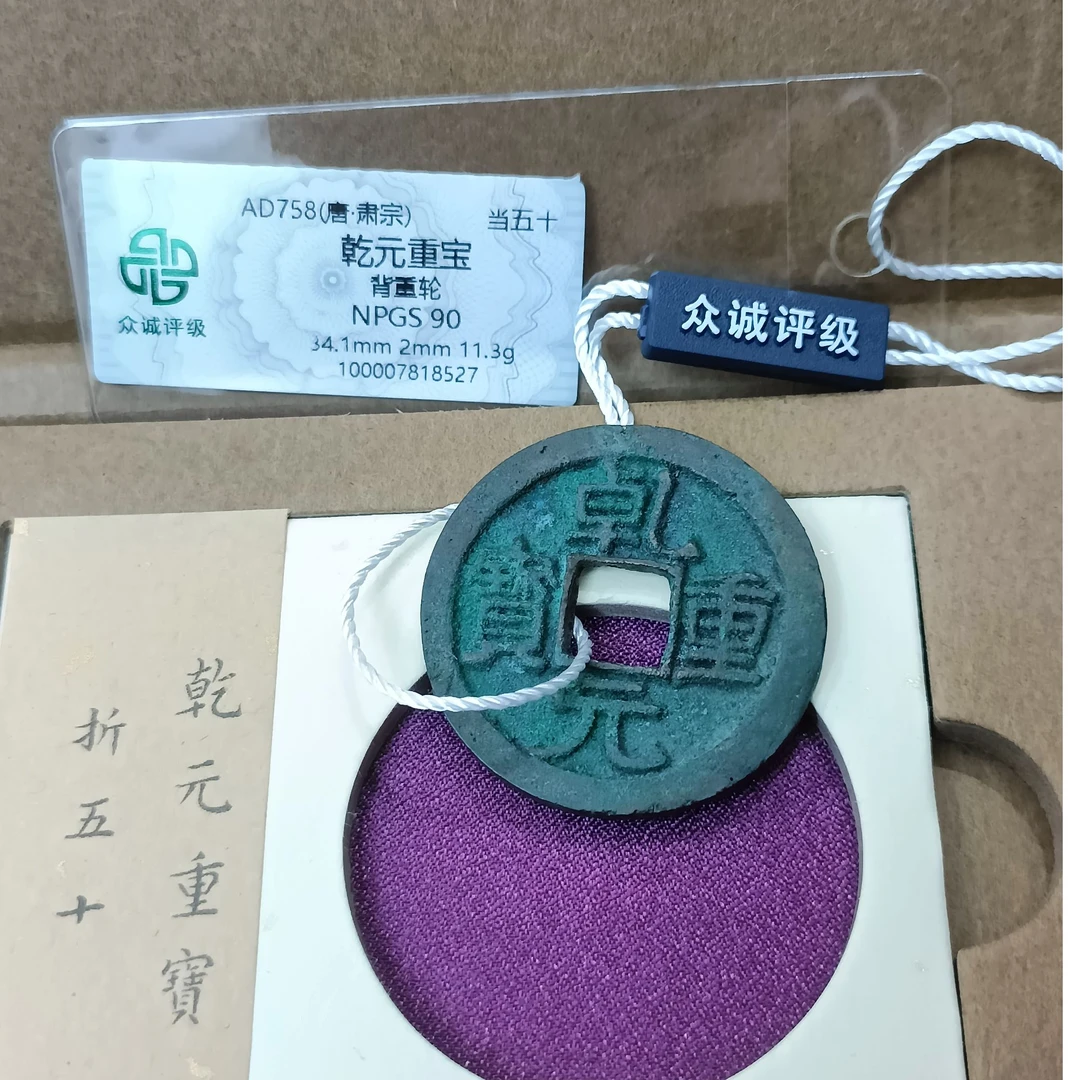 AD758(唐·肃宗) 当五十
乾元重宝
背重轮
NPGS 90
34.1mm 2mm 11.3g
100007818527
众诚评级
众诚评级
乾元重寳
乾元重寶
折五十